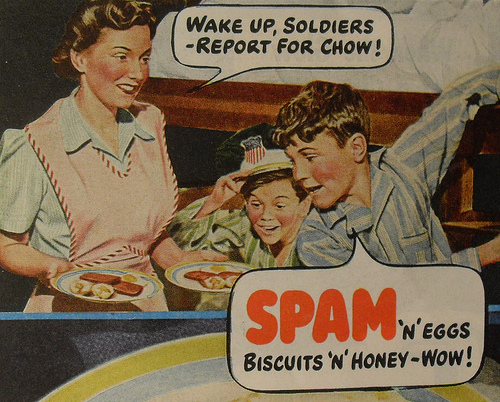 WAKE UP, SOLDIERS
-REPORT FOR CHOW!
SPAM 'N' EGGS
BISCUITS 'N' HONEY-WOW!